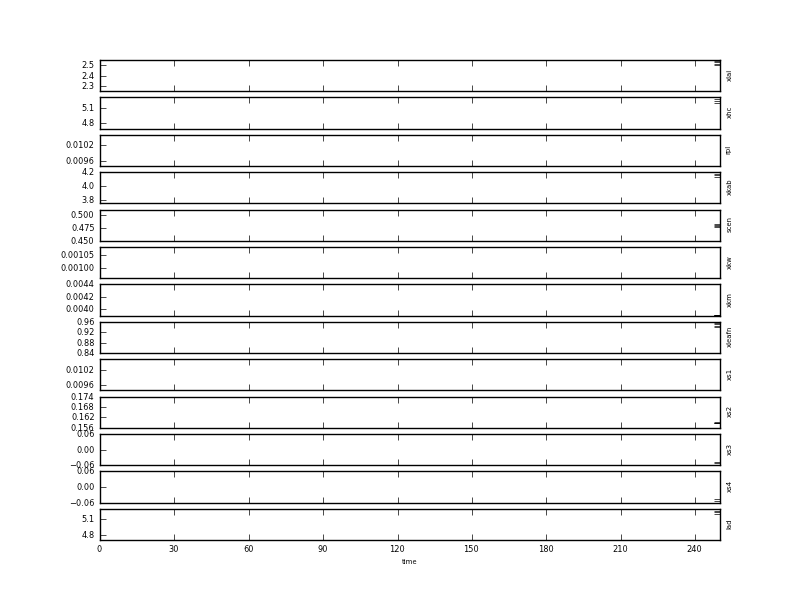 2.5
2.4
2.3
xlai
5.1
4.8
xhc
0.0102
0.0096
rpi
4.2
4.0
3.8
xkab
0.500
0.475
0.450
scen
0.00105
0.00100
xkw
0.0044
0.0042
0.0040
xkm
0.96
0.92
0.88
0.84
xleafn
0.0102
0.0096
xs1
0.174
0.168
0.162
0.156
xs2
0.06
0.00
−0.06
xs3
0.06
0.00
−0.06
xs4
5.1
4.8
lad
0 30 60 90 120 150 180 210 240
time